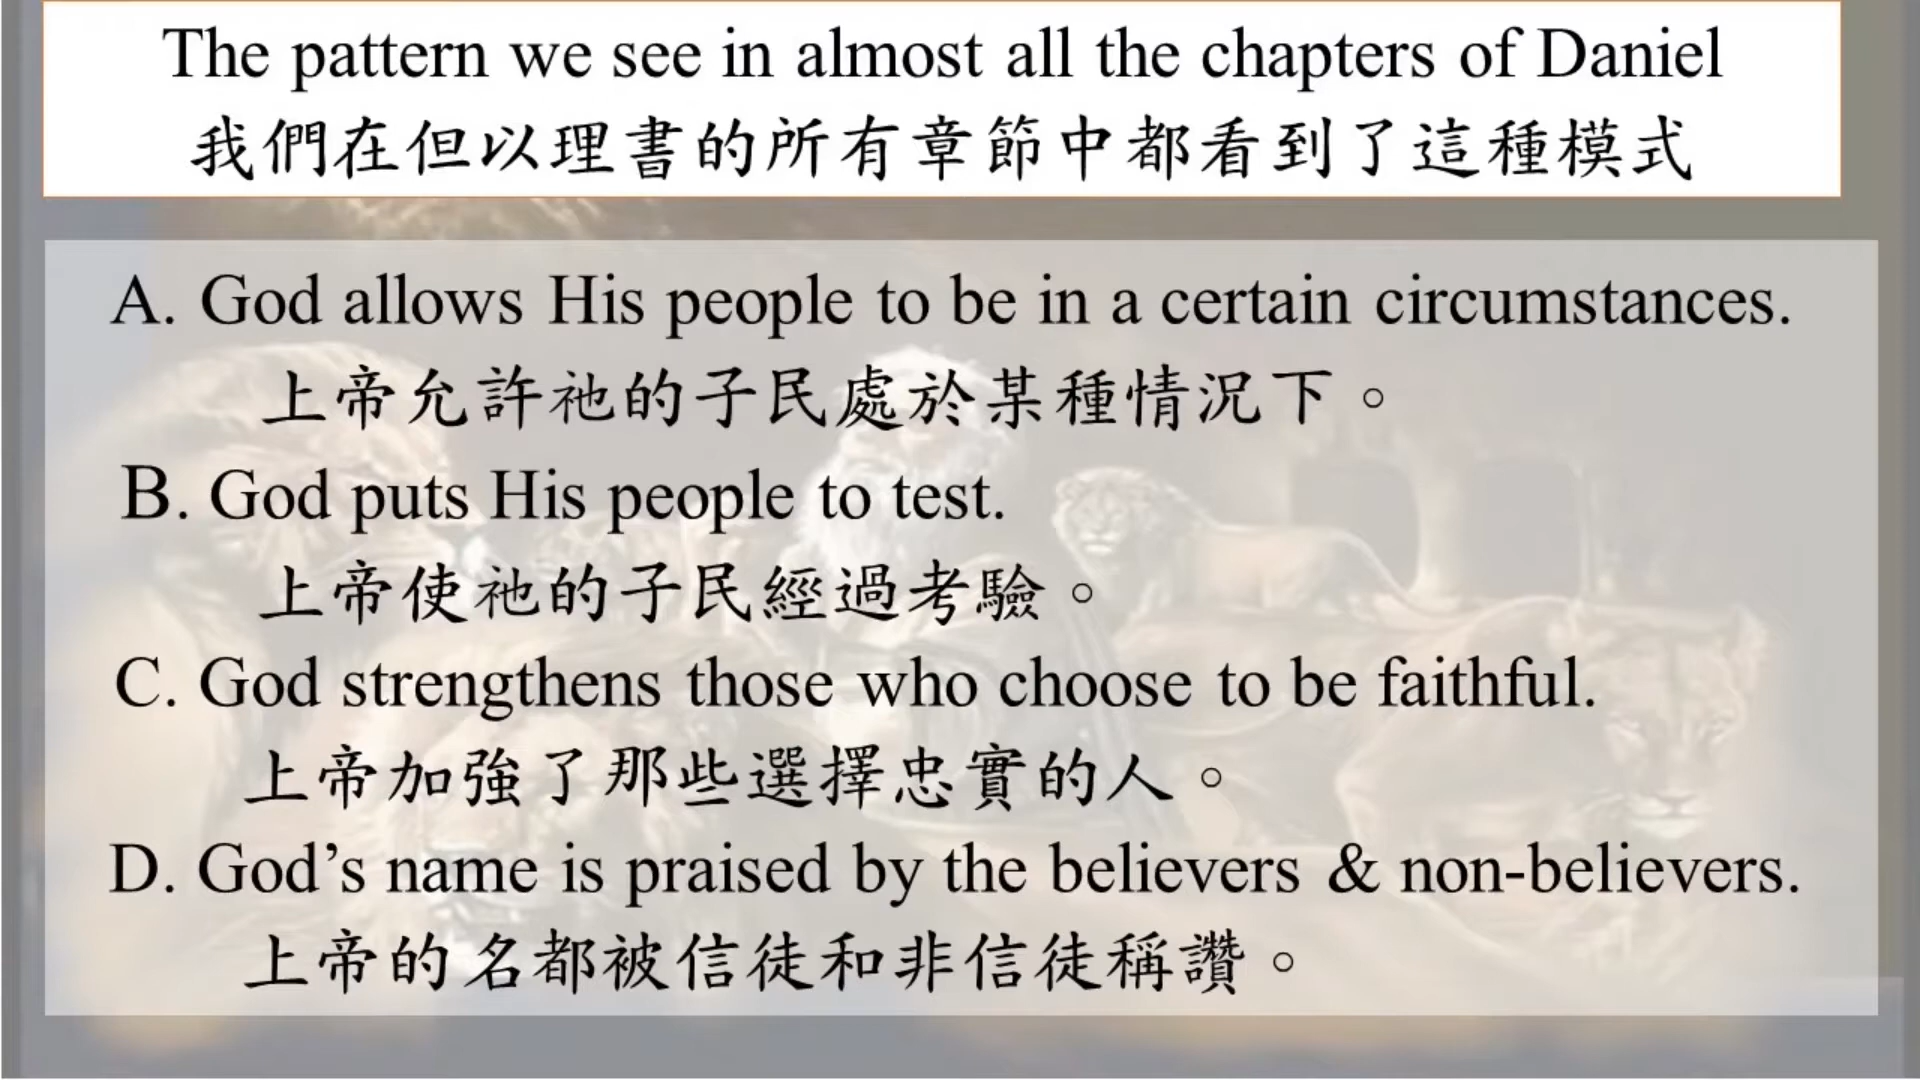 The pattern we see in almost all the chapters of Daniel
我們在但以理書的所有章節中都看到了這種模式
A. God allows His people to be in a certain circumstances.
上帝允許祂的子民處於某種情況下。
B. God puts His people to test.
上帝使祂的子民經過考驗。
C. God strengthens those who choose to be faithful.
上帝加強了那些選擇忠實的人。
D. God’s name is praised by the believers & non-believers.
上帝的名都被信徒和非信徒稱讚。